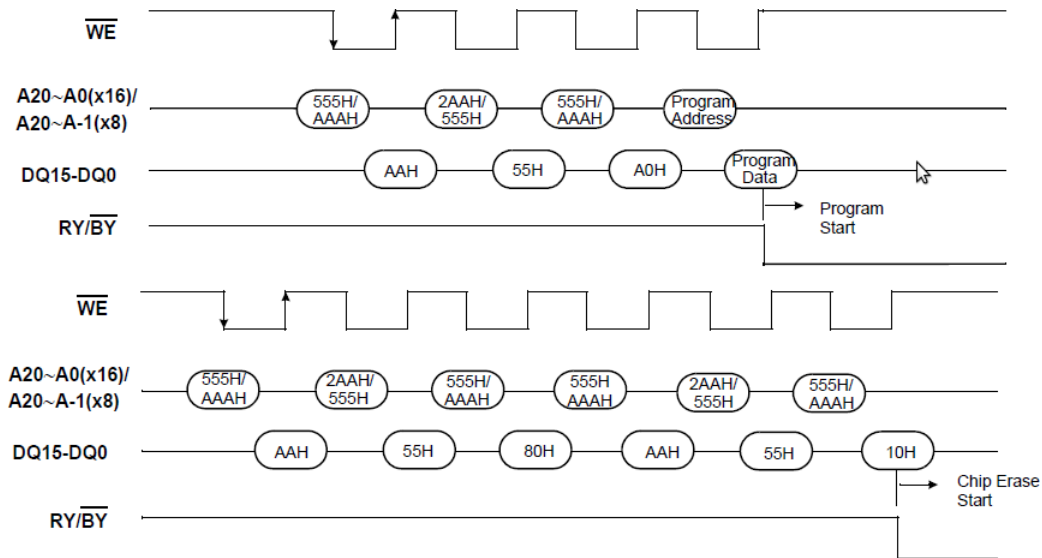 WE
A20~A0(x16)/
A20~A-1(x8)
555H/
AAAH
2AAH/
555H
555H/
AAAH
Program
Address
DQ15-DQ0
AAH
55H
A0H
Program
Data
Program
Start
RY/BY
WE
A20~A0(x16)/
A20~A-1(x8)
555H/
AAAH
2AAH/
555H
555H/
AAAH
555H
AAAH
2AAH/
555H
555H/
AAAH
DQ15-DQ0
AAH
55H
80H
AAH
55H
10H
Chip Erase
Start
RY/BY